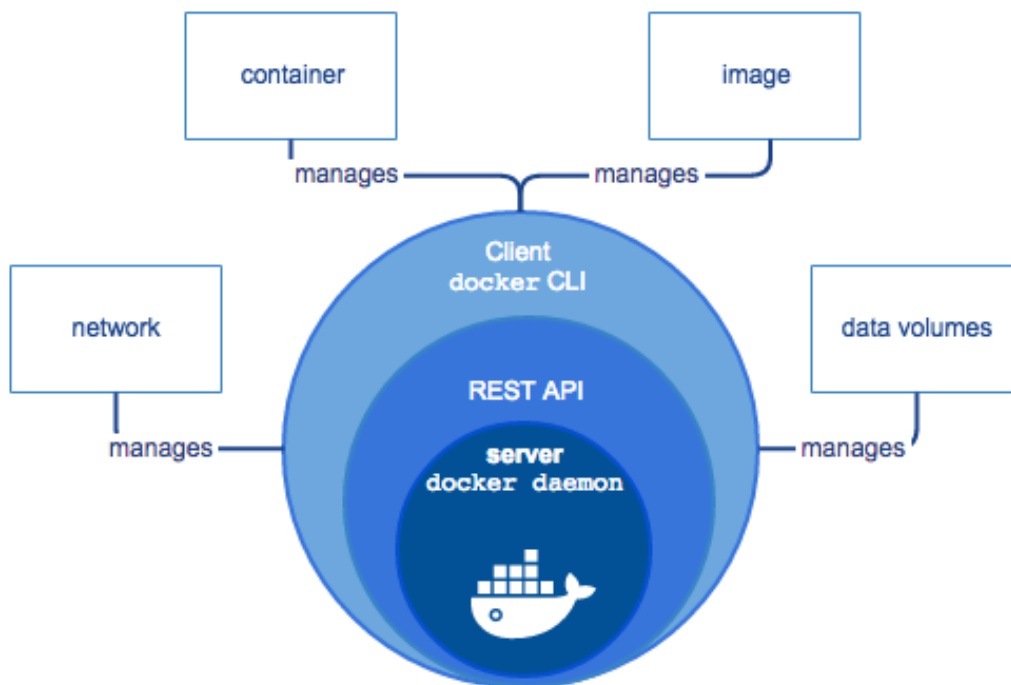 container
image
manages
manages
Client
docker CLI
network
data volumes
REST API
manages
manages
server
docker daemon